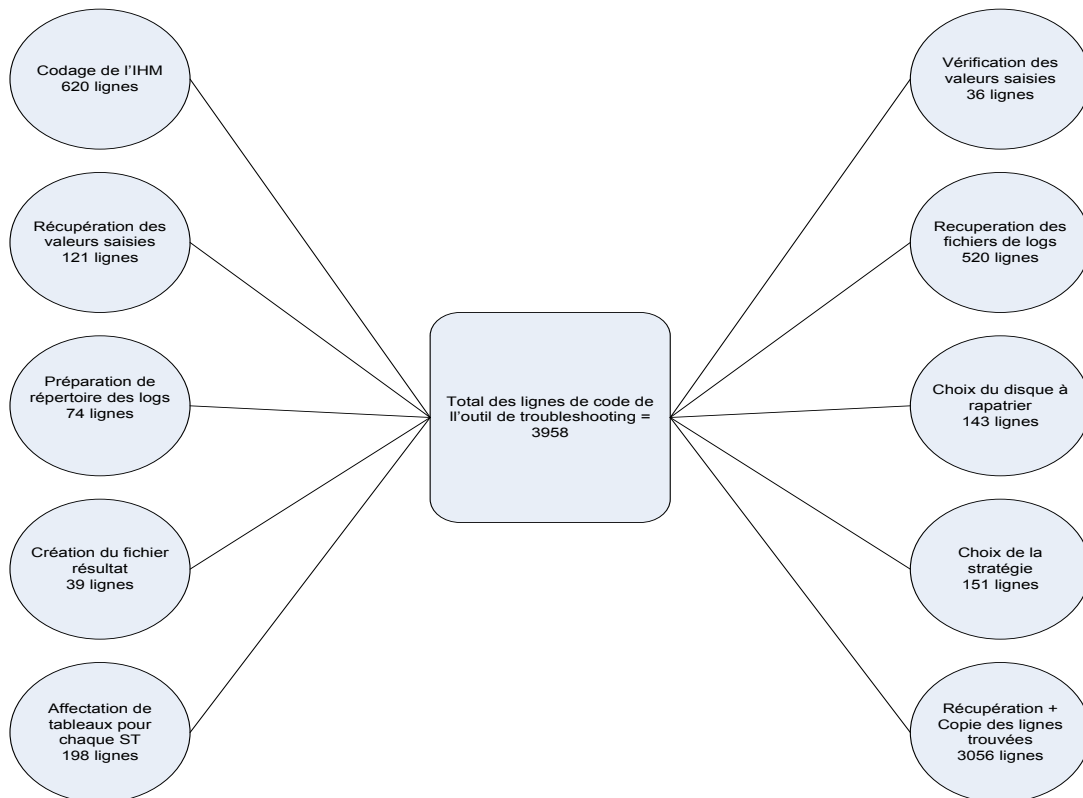 Codage de l'IHM
620 lignes
Récupération des
valeurs saisies
121 lignes
Préparation de
répertoire des logs
74 lignes
Création du fichier
résultat
39 lignes
Affectation de
tableaux pour
chaque ST
198 lignes
Total des lignes de code de
ll'outil de troubleshooting =
3958
Vérification des
valeurs saisies
36 lignes
Recuperation des
fichiers de logs
520 lignes
Choix du disque à
rapatrier
143 lignes
Choix de la
stratégie
151 lignes
Récupération +
Copie des lignes
trouvées
3056 lignes